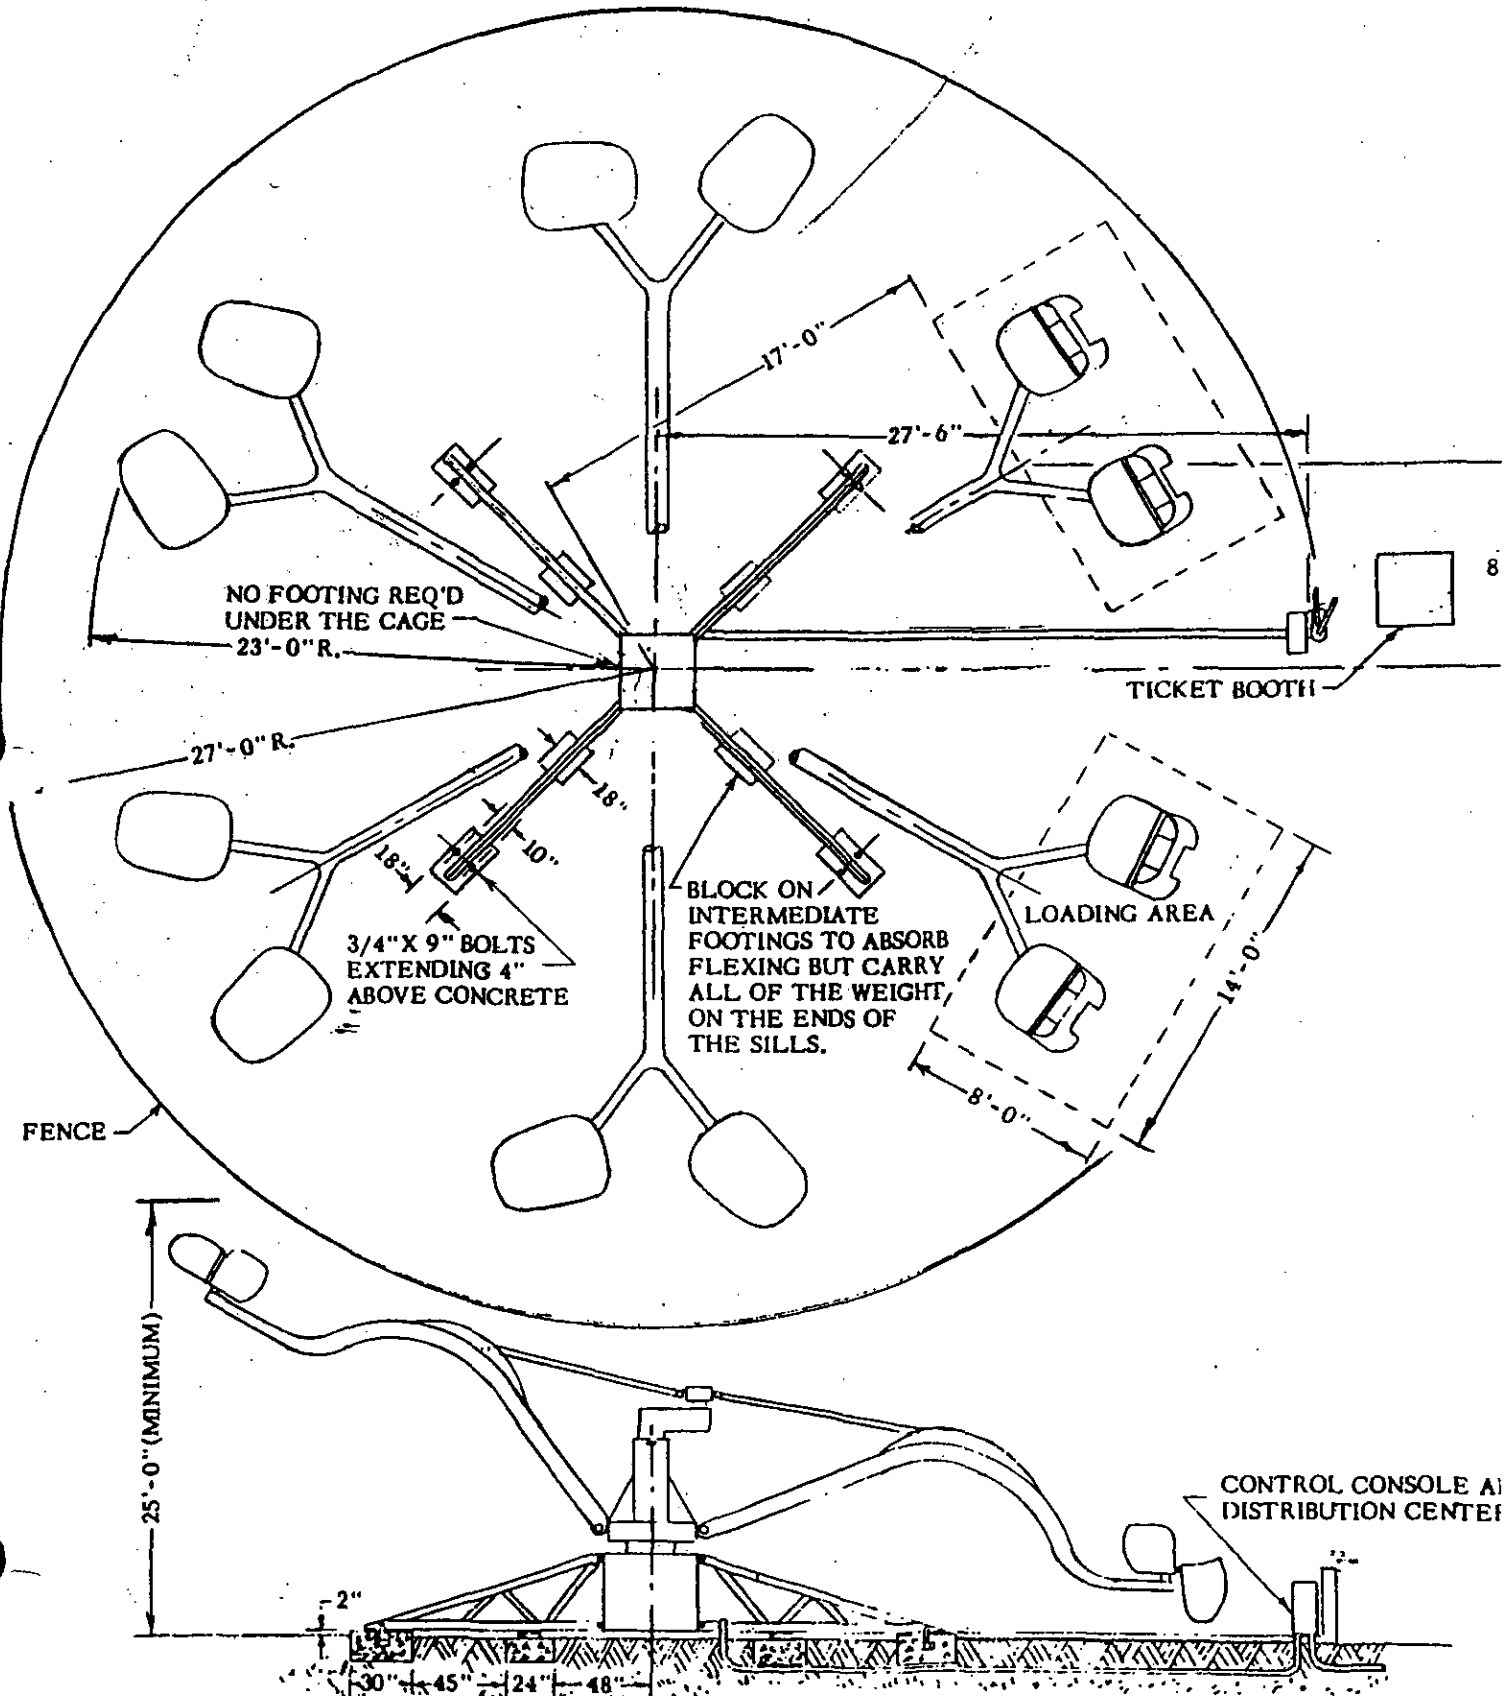 17'-0"
27'-6"
8
NO FOOTING REQ'D
UNDER THE CAGE
23'-0"R.
TICKET BOOTH
27'-0"R.
18"
10"
18"
3/4"X 9" BOLTS
EXTENDING 4"
ABOVE CONCRETE
BLOCK ON
INTERMEDIATE
FOOTINGS TO ABSORB
FLEXING BUT CARRY
ALL OF THE WEIGHT
ON THE ENDS OF
THE SILLS.
LOADING AREA
14'-0"
8'-0"
FENCE
25'-0"(MINIMUM)
CONTROL CONSOLE A
DISTRIBUTION CENTE
2"
30" 45" 24" 48"